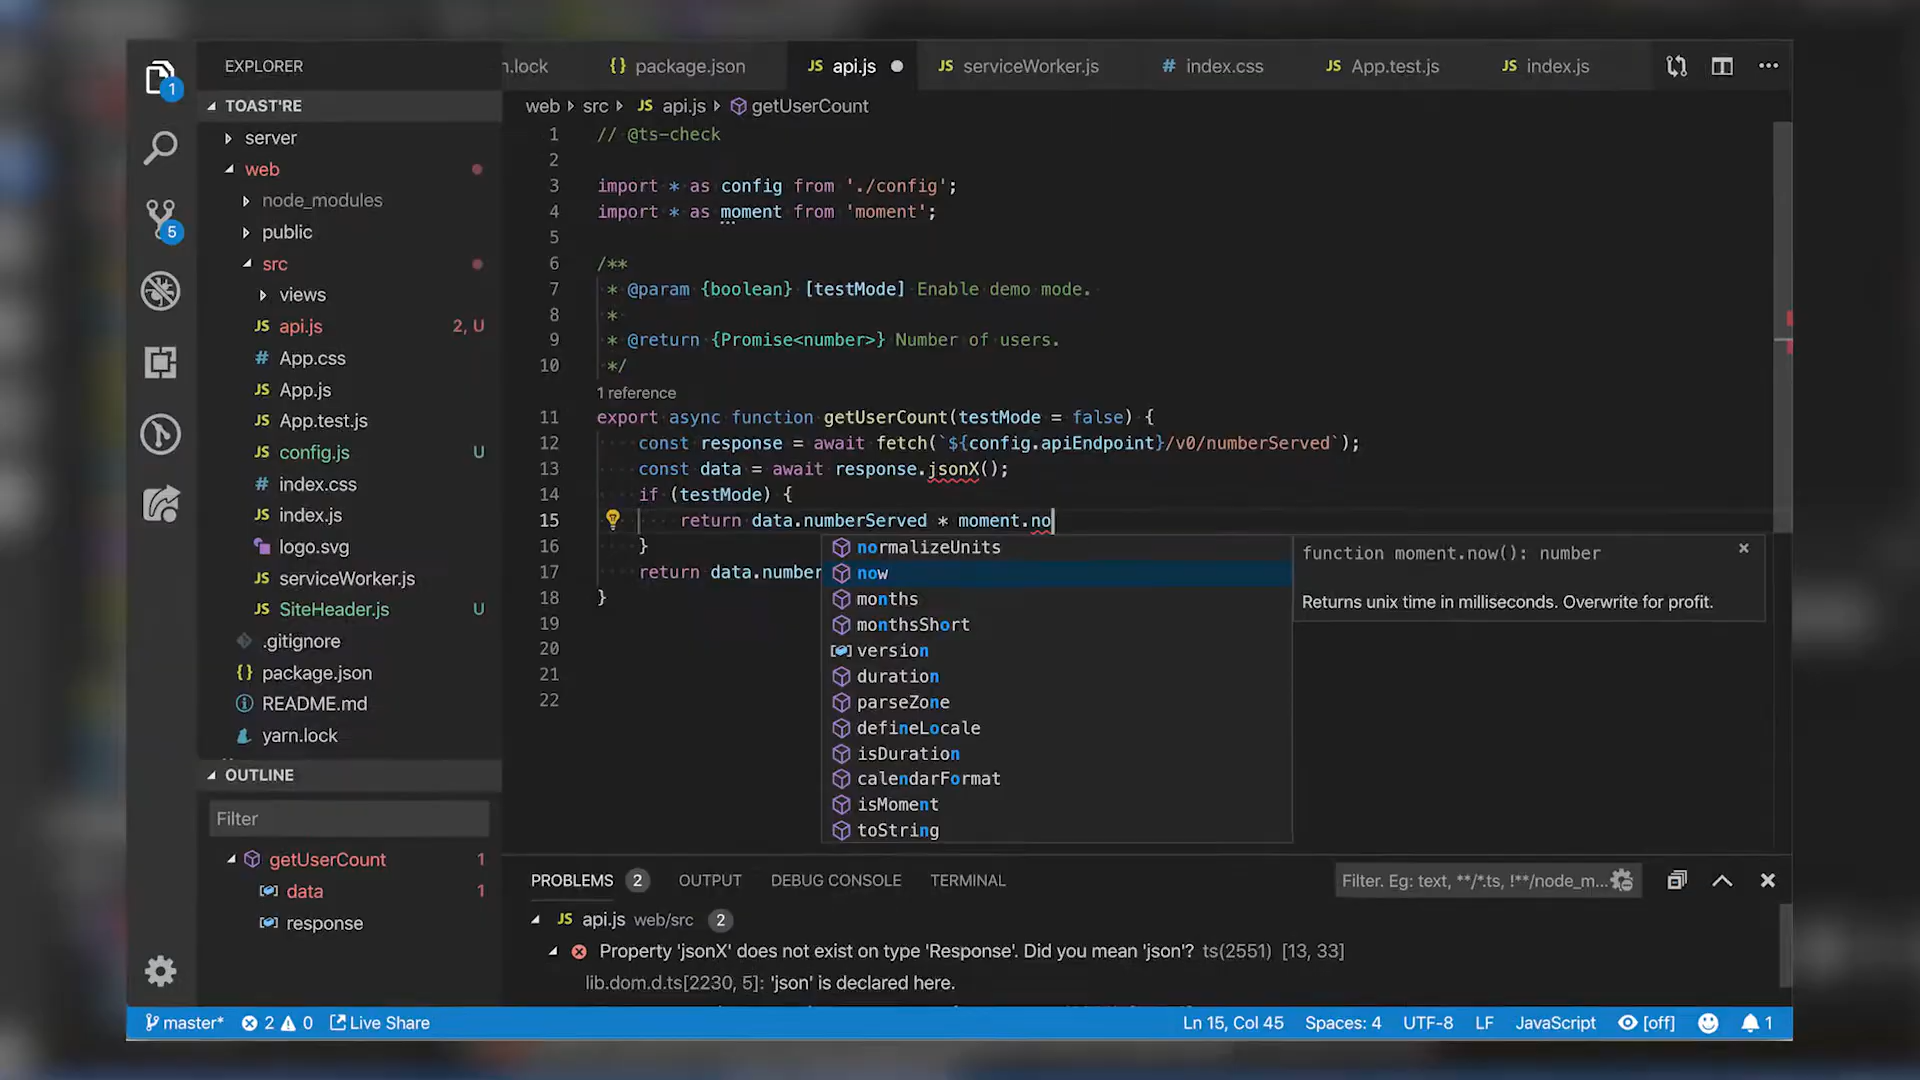 EXPLORER
TOAST'RE
server
web
node_modules
public
src
views
JS api.js 2, U
# App.css
JS App.js
JS App.test.js
JS config.js U
# index.css
JS index.js
logo.svg
JS serviceWorker.js
JS SiteHeader.js U
.gitignore
{} package.json
README.md
yarn.lock
OUTLINE
Filter
getUserCount 1
data 1
response
1
5
n.lock
{} package.json
JS api.js
JS serviceWorker.js
# index.css
JS App.test.js
JS index.js
web src JS api.js getUserCount
1 // @ts-check
2
3 import * as config from './config';
4 import * as moment from 'moment';
5
6 /**
7 * @param {boolean} [testMode] Enable demo mode.
8 *
9 * @return {Promise<number>} Number of users.
10 */
1 reference
11 export async function getUserCount(testMode = false) {
12 const response = await fetch(`${config.apiEndpoint}/v0/numberServed`);
13 const data = await response.jsonX();
14 if (testMode) {
15 return data.numberServed * moment.no
16 }
17 return data.number
18 }
19
20
21
22
normalizeUnits
now
months
monthsShort
version
duration
parseZone
defineLocale
isDuration
calendarFormat
isMoment
toString
function moment.now(): number
Returns unix time in milliseconds. Overwrite for profit.
PROBLEMS 2 OUTPUT DEBUG CONSOLE TERMINAL
Filter. Eg: text, **/*.ts, !**/node_m...
JS api.js web/src 2
Property 'jsonX' does not exist on type 'Response'. Did you mean 'json'? ts(2551) [13, 33]
lib.dom.d.ts[2230, 5]: 'json' is declared here.
master* 2 0 Live Share Ln 15, Col 45 Spaces: 4 UTF-8 LF JavaScript [off] 1